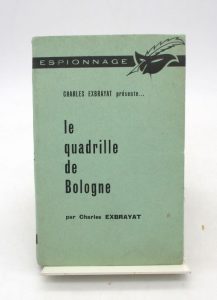 ESPIONNAGE
CHARLES EXBRAYAT présente...
le
quadrille
de
Bologne
par Charles EXBRAYAT